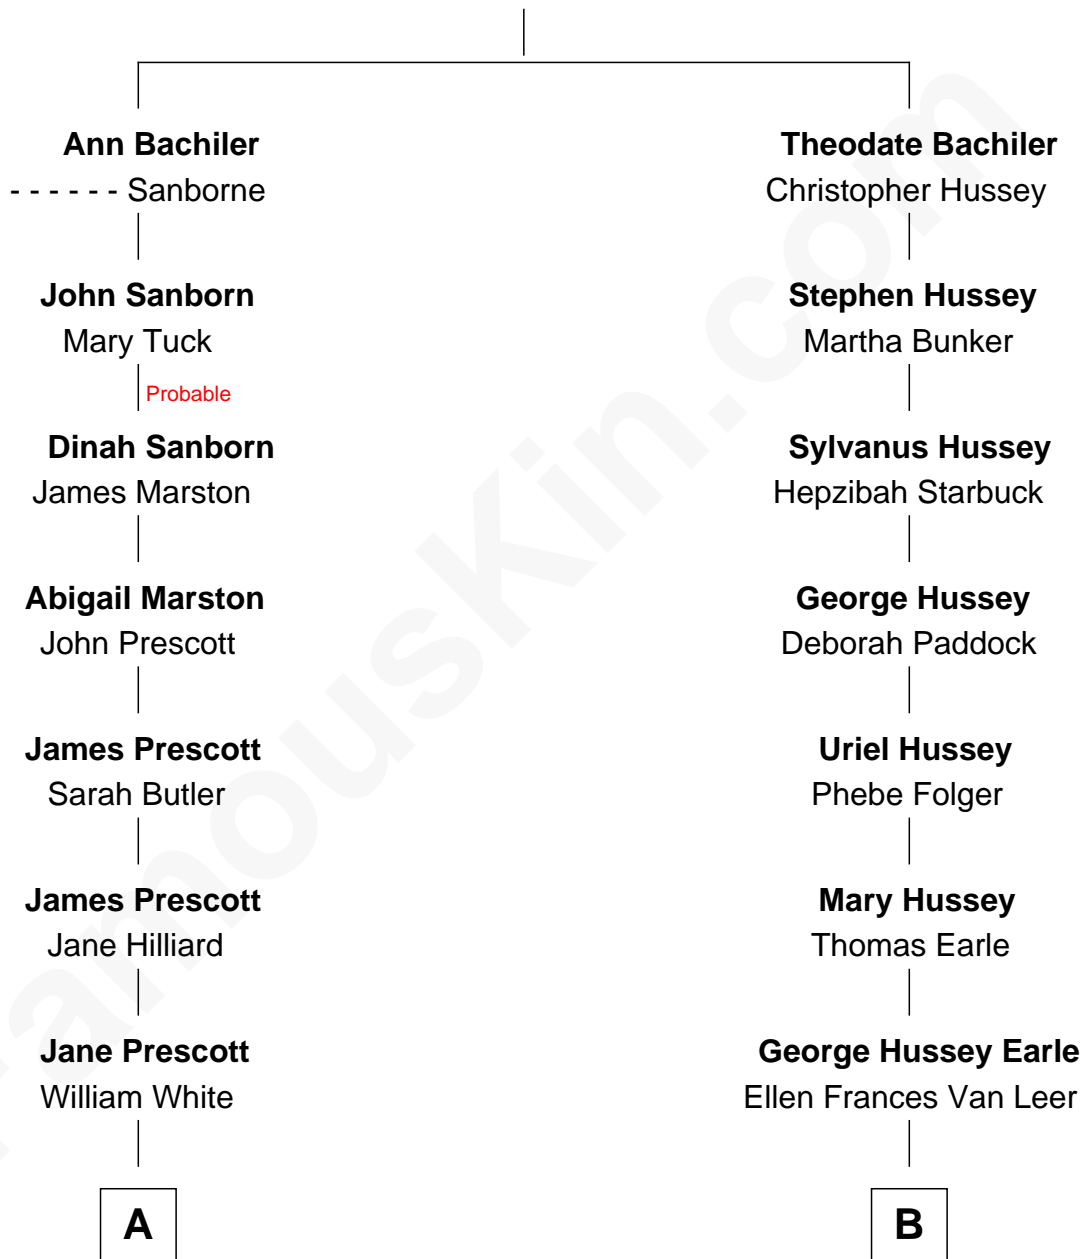 Ann Bachiler
- - - - - - Sanborne
John Sanborn
Mary Tuck
Probable
Dinah Sanborn
James Marston
Abigail Marston
John Prescott
James Prescott
Sarah Butler
James Prescott
Jane Hilliard
Jane Prescott
William White
A
Theodate Bachiler
Christopher Hussey
Stephen Hussey
Martha Bunker
Sylvanus Hussey
Hepzibah Starbuck
George Hussey
Deborah Paddock
Uriel Hussey
Phebe Folger
Mary Hussey
Thomas Earle
George Hussey Earle
Ellen Frances Van Leer
B
FamousKin.com